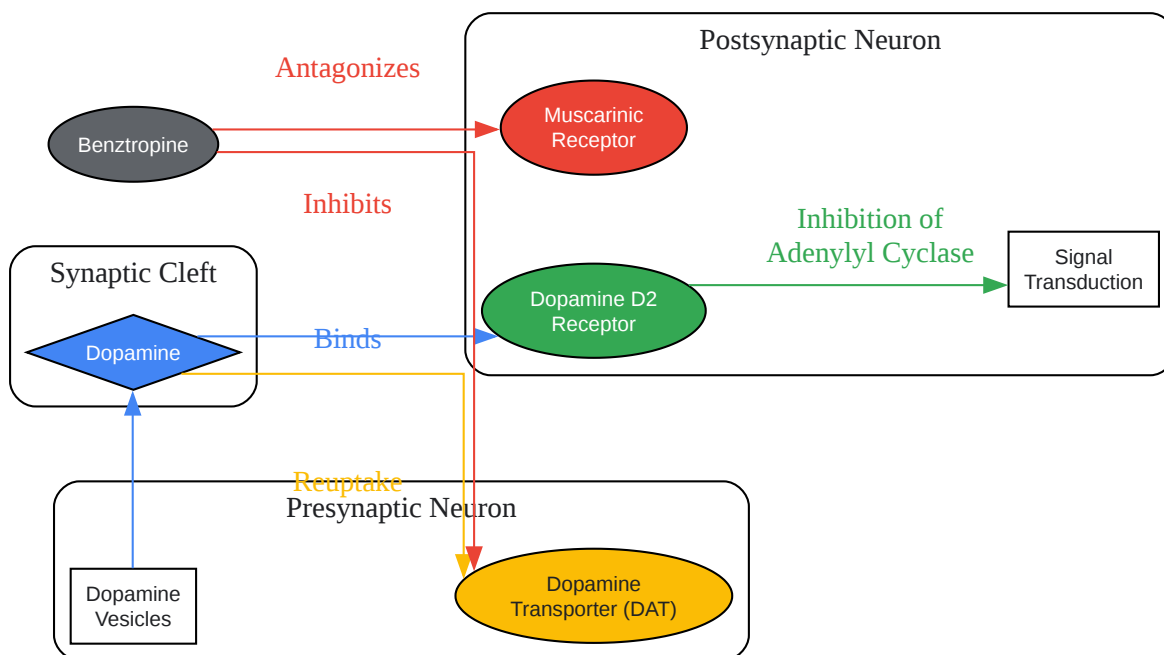 Postsynaptic Neuron
Antagonizes
Muscarinic
Receptor
Benztropine
Inhibits
Inhibition of
Adenylyl Cyclase
Signal
Transduction
Synaptic Cleft
Dopamine D2
Receptor
Binds
Dopamine
Reuptake
Presynaptic Neuron
Dopamine
Vesicles
Dopamine
Transporter (DAT)